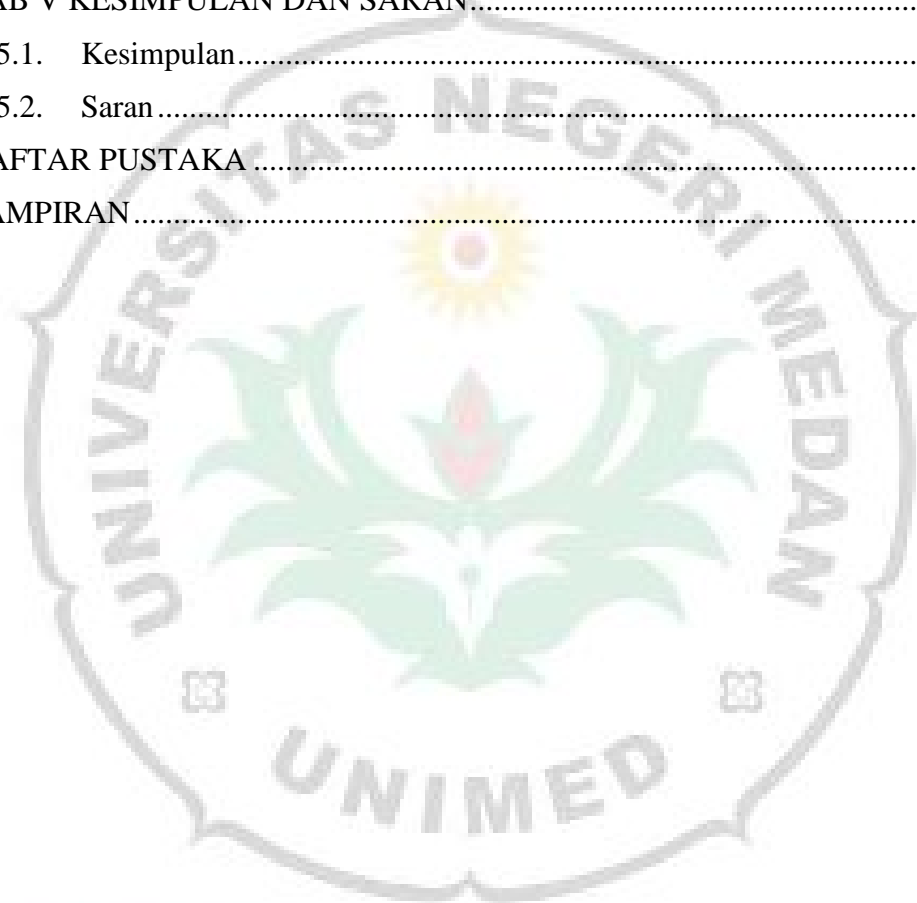 AB V KESIMPULAN DAN SARAN........................................................
5.1. Kesimpulan....................................................................................
5.2. Saran..............................................................................................
AFTAR PUSTAKA...................................................................................
AMPIRAN..................................................................................................
UNIVERSITAS NEGERI MEDAN
UNIMED